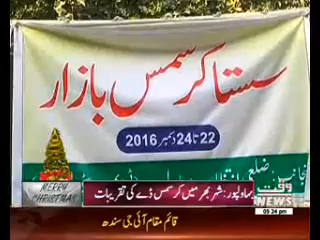 سستا کرسمس بازار
22 تا 24 دسمبر 2016
MERRY
CHRISTMAS
بہاولپور: شہر بھر میں کرسمس ڈے کی تقریبات
وقت
NEWS
05:24 pm
قائم مقام آئی جی سندھ